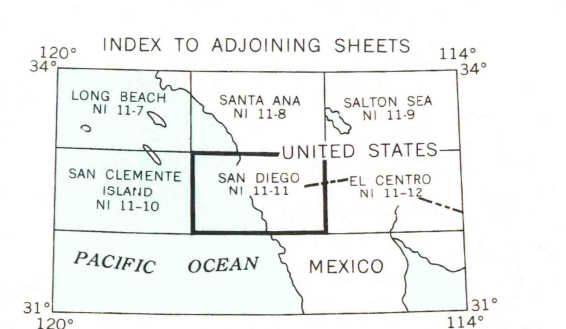 INDEX TO ADJOINING SHEETS
120°
114°
34°
34°
LONG BEACH
NI 11-7
SANTA ANA
NI 11-8
SALTON SEA
NI 11-9
UNITED STATES
SAN CLEMENTE
ISLAND
NI 11-10
SAN DIEGO
NI 11-11
EL CENTRO
NI 11-12
PACIFIC OCEAN
MEXICO
31°
31°
120°
114°